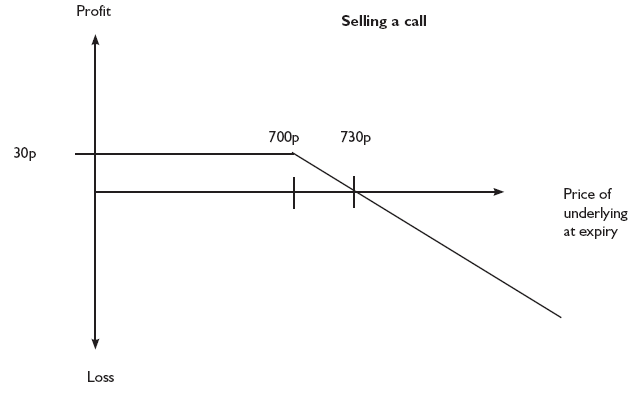 Profit
Selling a call
700p
730p
30p
Price of
underlying
at expiry
Loss